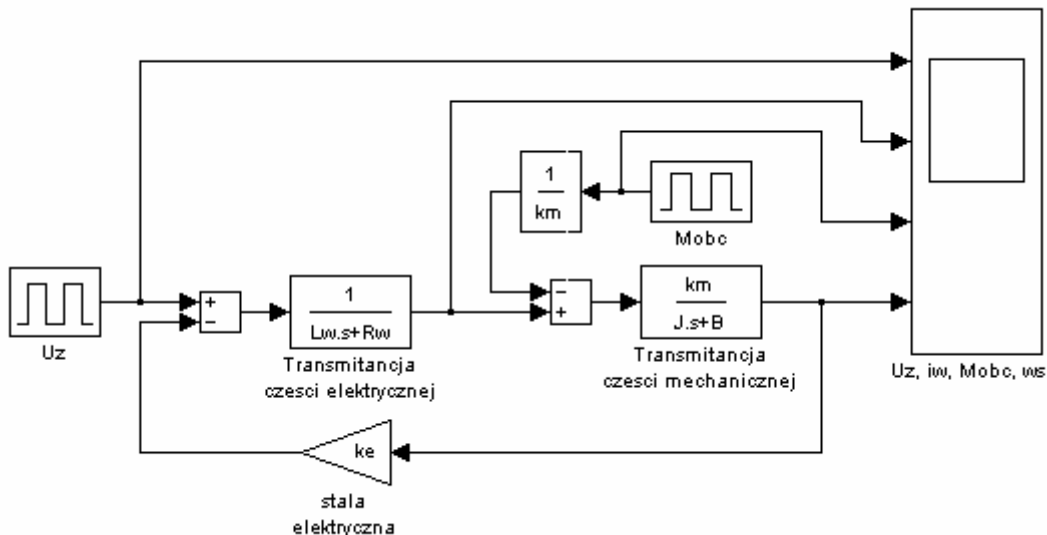 1
km
Mobc
Uz
+
−
1
Lw.s+Rw
Transmitancja
czesci elektrycznej
−
+
km
J.s+B
Transmitancja
czesci mechanicznej
Uz, iw, Mobc, ws
ke
stala
elektryczna